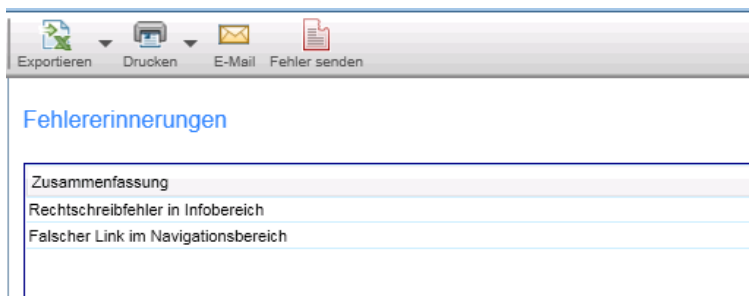 Exportieren Drucken E-Mail Fehler senden
Fehlererinnerungen
Zusammenfassung
Rechtschreibfehler in Infobereich
Falscher Link im Navigationsbereich